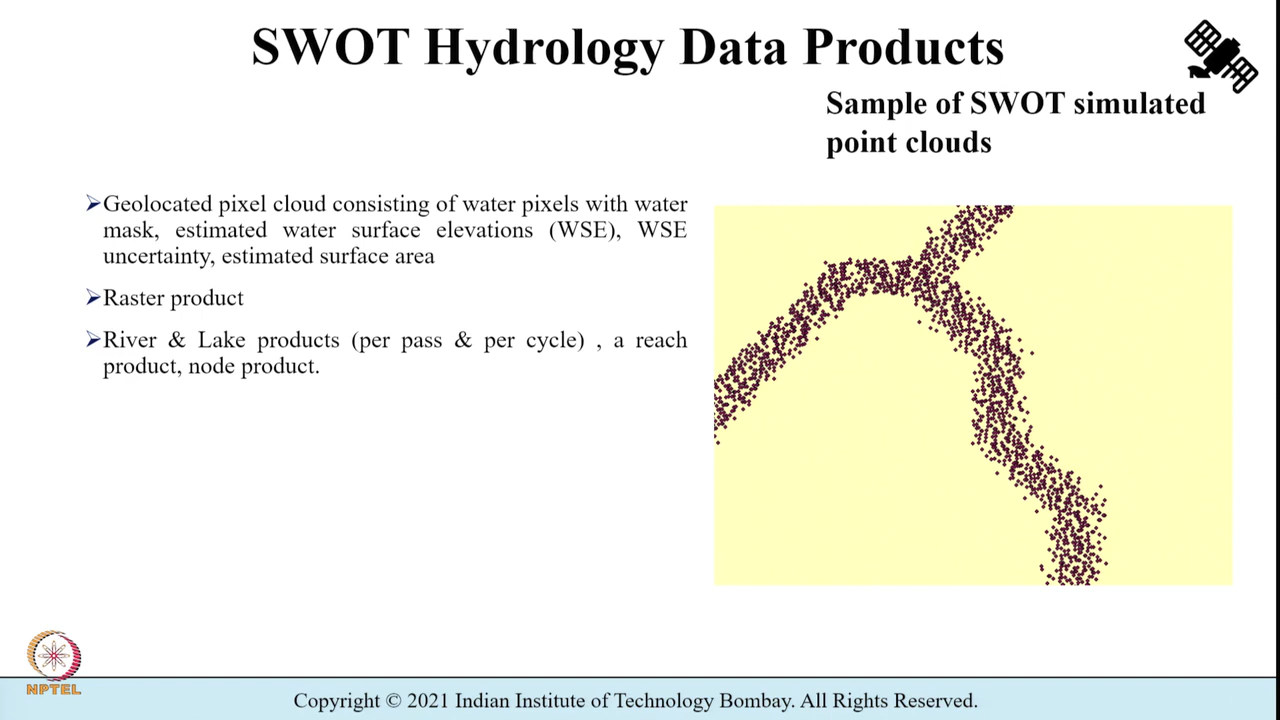 SWOT Hydrology Data Products
Sample of SWOT simulated
point clouds
➢Geolocated pixel cloud consisting of water pixels with water
mask, estimated water surface elevations (WSE), WSE
uncertainty, estimated surface area
➢Raster product
➢River & Lake products (per pass & per cycle) , a reach
product, node product.
NPTEL
Copyright © 2021 Indian Institute of Technology Bombay. All Rights Reserved.